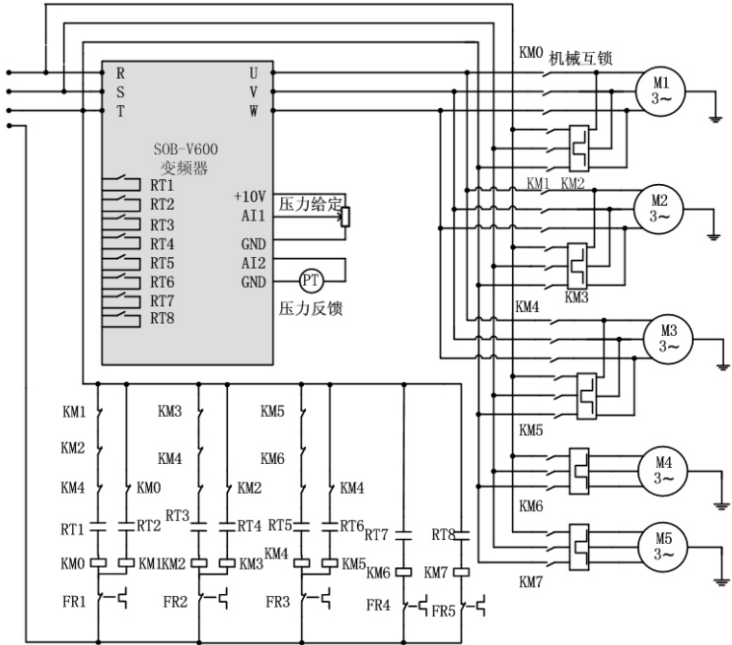 KM0 机械互锁
R U
S V
T W
M1
3~
SOB-V600
变频器
RT1
RT2
RT3
RT4
RT5
RT6
RT7
RT8
+10V
压力给定
AI1
GND
AI2
GND
PT
压力反馈
KM1 KM2
M2
3~
KM3
KM4
M3
3~
KM5
M4
3~
KM6
M5
3~
KM7
KM1 KM3 KM5
KM2 KM4 KM6
KM4 KM0 KM2 KM4
RT1 RT2 RT3 RT4 RT5 RT6 RT7 RT8
KM0 KM1 KM2 KM3 KM4 KM5 KM6 KM7
FR1 FR2 FR3 FR4 FR5